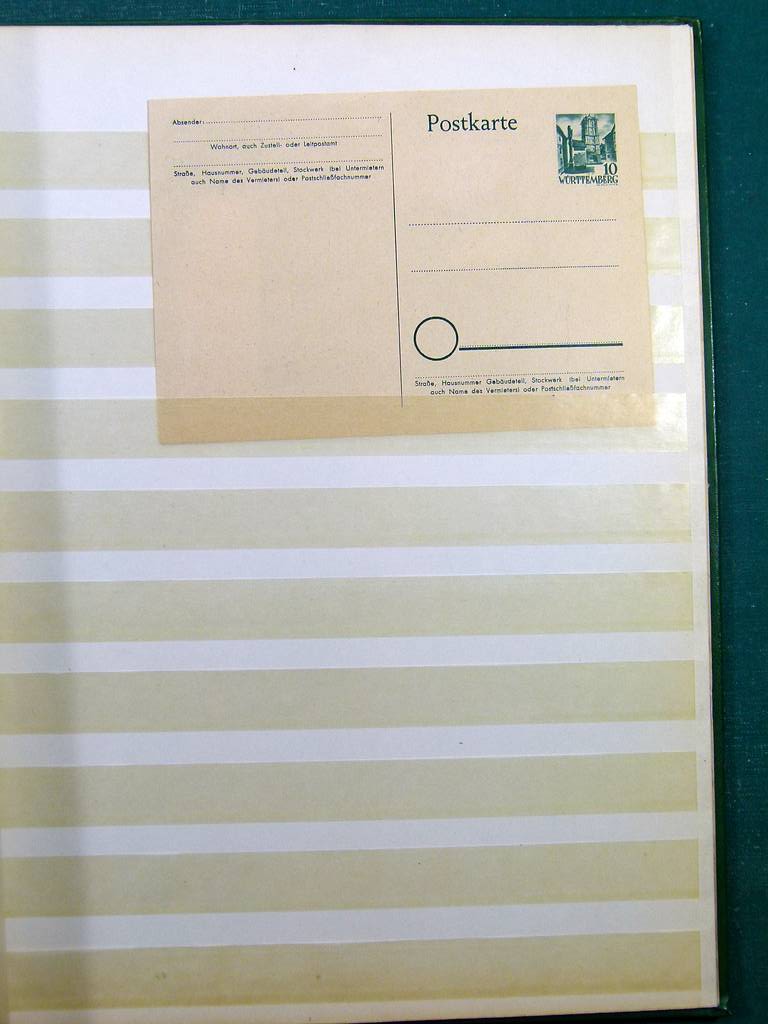 Absender:
Wohnort, auch Zustell- oder Leitpostamt
Straße, Hausnummer, Gebäudeteil, Stockwerk (bei Untermietern
auch Name des Vermieters) oder Postschließfachnummer
Postkarte
10
WÜRTTEMBERG
Straße, Hausnummer Gebäudeteil, Stockwerk (bei Untermietern
auch Name des Vermieters) oder Postschließfachnummer